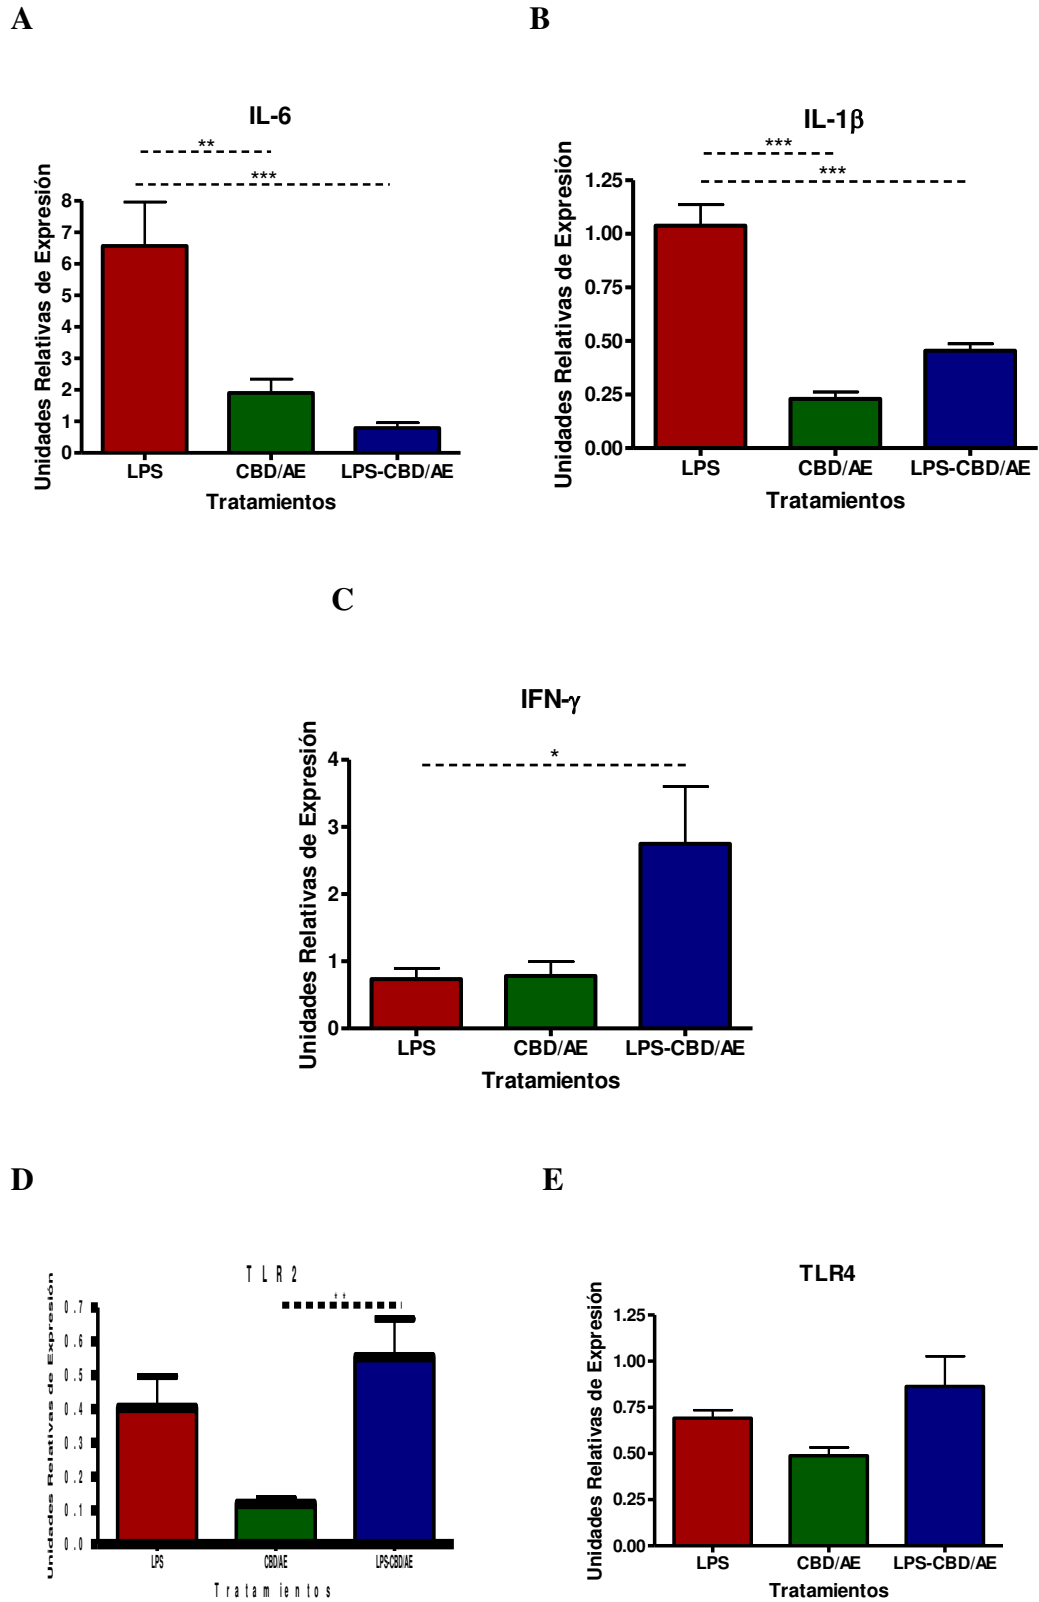 A
B
IL-6
**
***
Unidades Relativas de Expresión
8
7
6
5
4
3
2
1
0
LPS CBD/AE LPS-CBD/AE
Tratamientos
IL-1β
***
***
Unidades Relativas de Expresión
1.25
1.00
0.75
0.50
0.25
0.00
LPS CBD/AE LPS-CBD/AE
Tratamientos
C
IFN-γ
*
Unidades Relativas de Expresión
4
3
2
1
0
LPS CBD/AE LPS-CBD/AE
Tratamientos
D
E
TLR2
**
Unidades Relativas de Expresión
0.7
0.6
0.5
0.4
0.3
0.2
0.1
0.0
LPS CBD/AE LPS-CBD/AE
Tratamientos
TLR4
Unidades Relativas de Expresión
1.25
1.00
0.75
0.50
0.25
0.00
LPS CBD/AE LPS-CBD/AE
Tratamientos